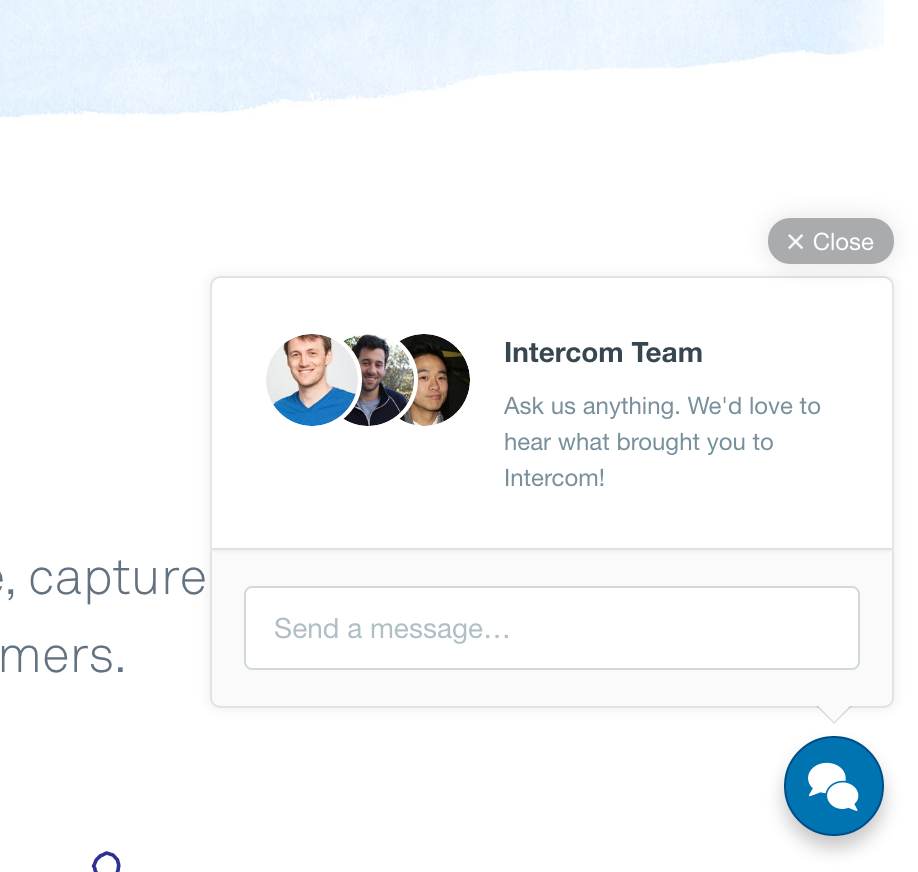 Close
Intercom Team
Ask us anything. We'd love to
hear what brought you to
Intercom!
, capture
Send a message...
mers.